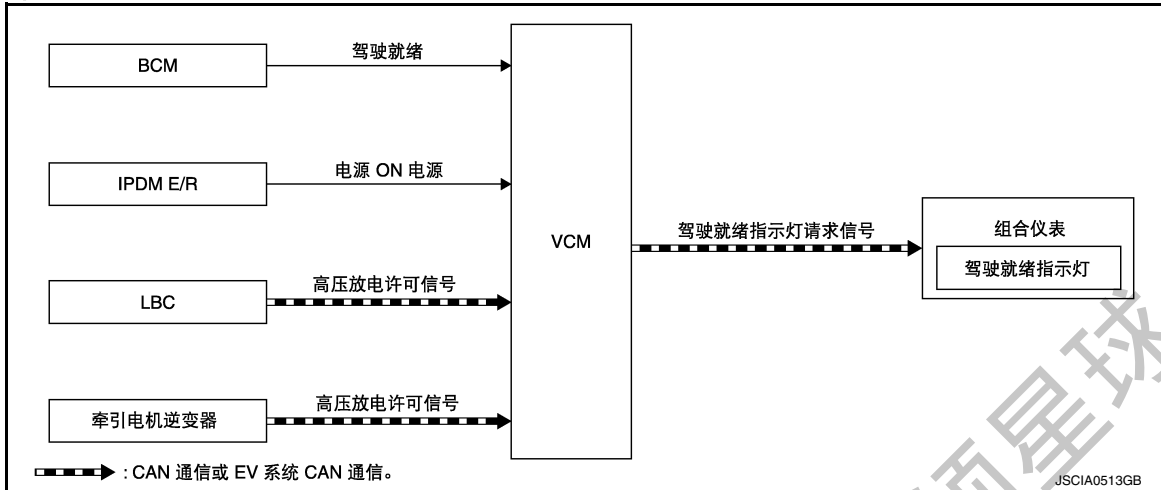 BCM
驾驶就绪
IPDM E/R
电源 ON 电源
LBC
高压放电许可信号
牵引电机逆变器
高压放电许可信号
VCM
驾驶就绪指示灯请求信号
组合仪表
驾驶就绪指示灯
: CAN 通信或 EV 系统 CAN 通信。
JSCIA0513GB
星球